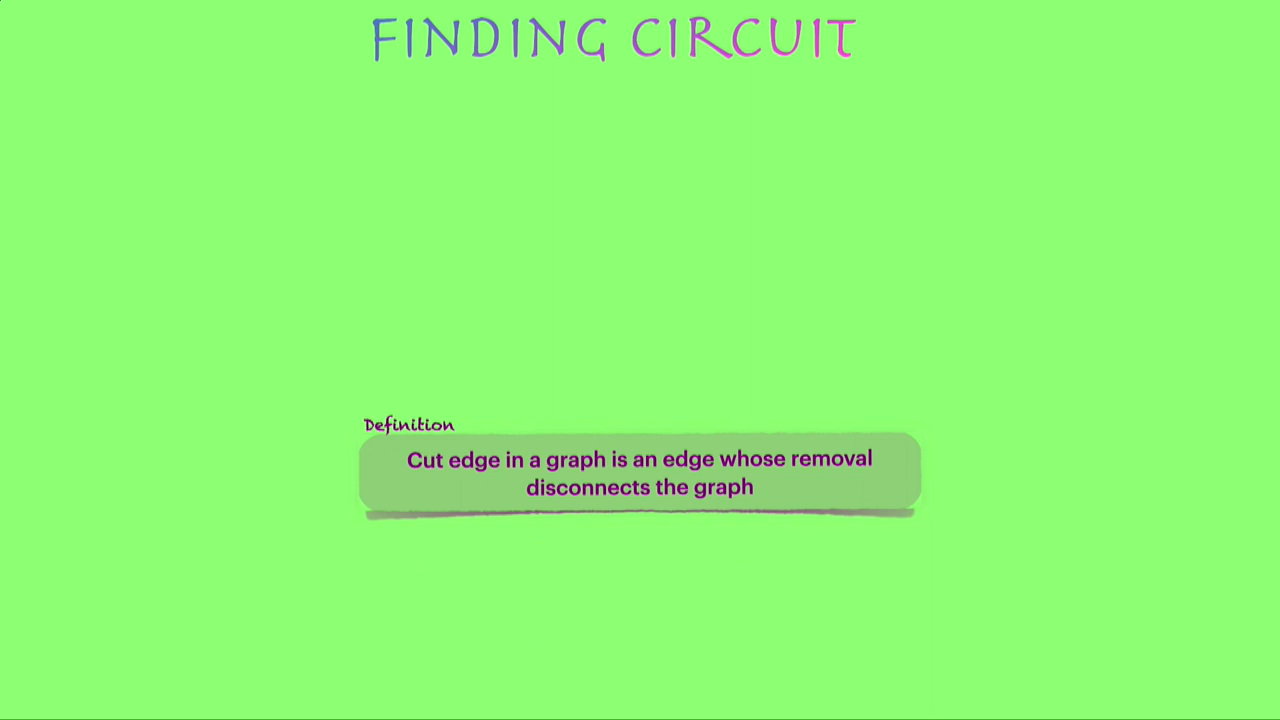 FINDING CIRCUIT
Definition
Cut edge in a graph is an edge whose removal
disconnects the graph